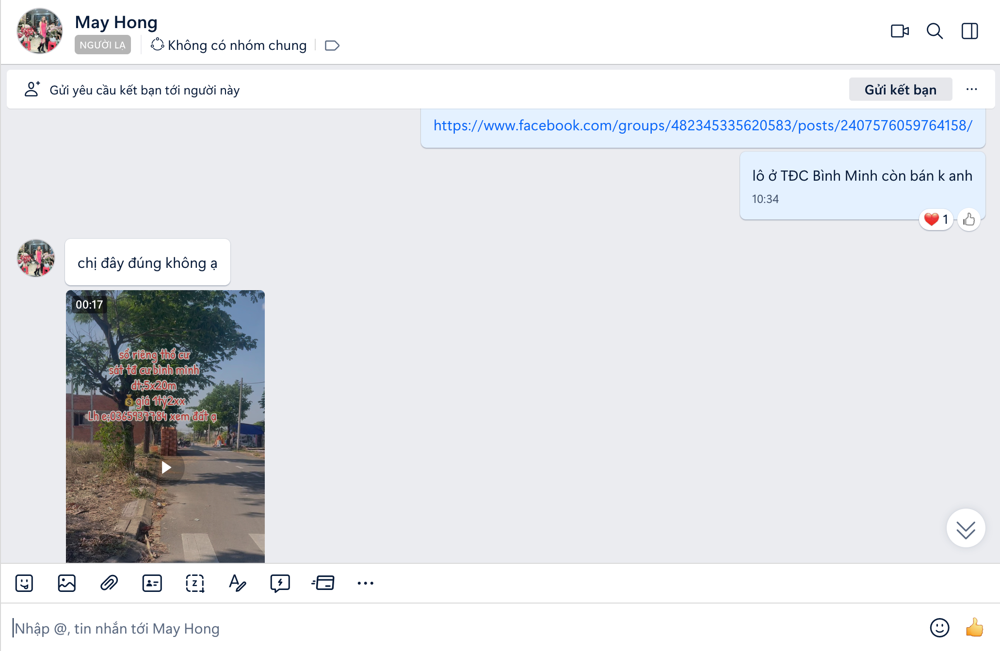 May Hong
NGƯỜI LẠ
Không có nhóm chung
Gửi yêu cầu kết bạn tới người này
Gửi kết bạn
https://www.facebook.com/groups/482345335620583/posts/2407576059764158/
lô ở TĐC Bình Minh còn bán k anh
10:34
1
chị đây đúng không ạ
00:17
sổ riêng thổ cư
sát tđ cư bình minh
dt;5x20m
giá 1tỷ2xx
Lh e;0365937784 xem đất ạ
Nhập @, tin nhắn tới May Hong